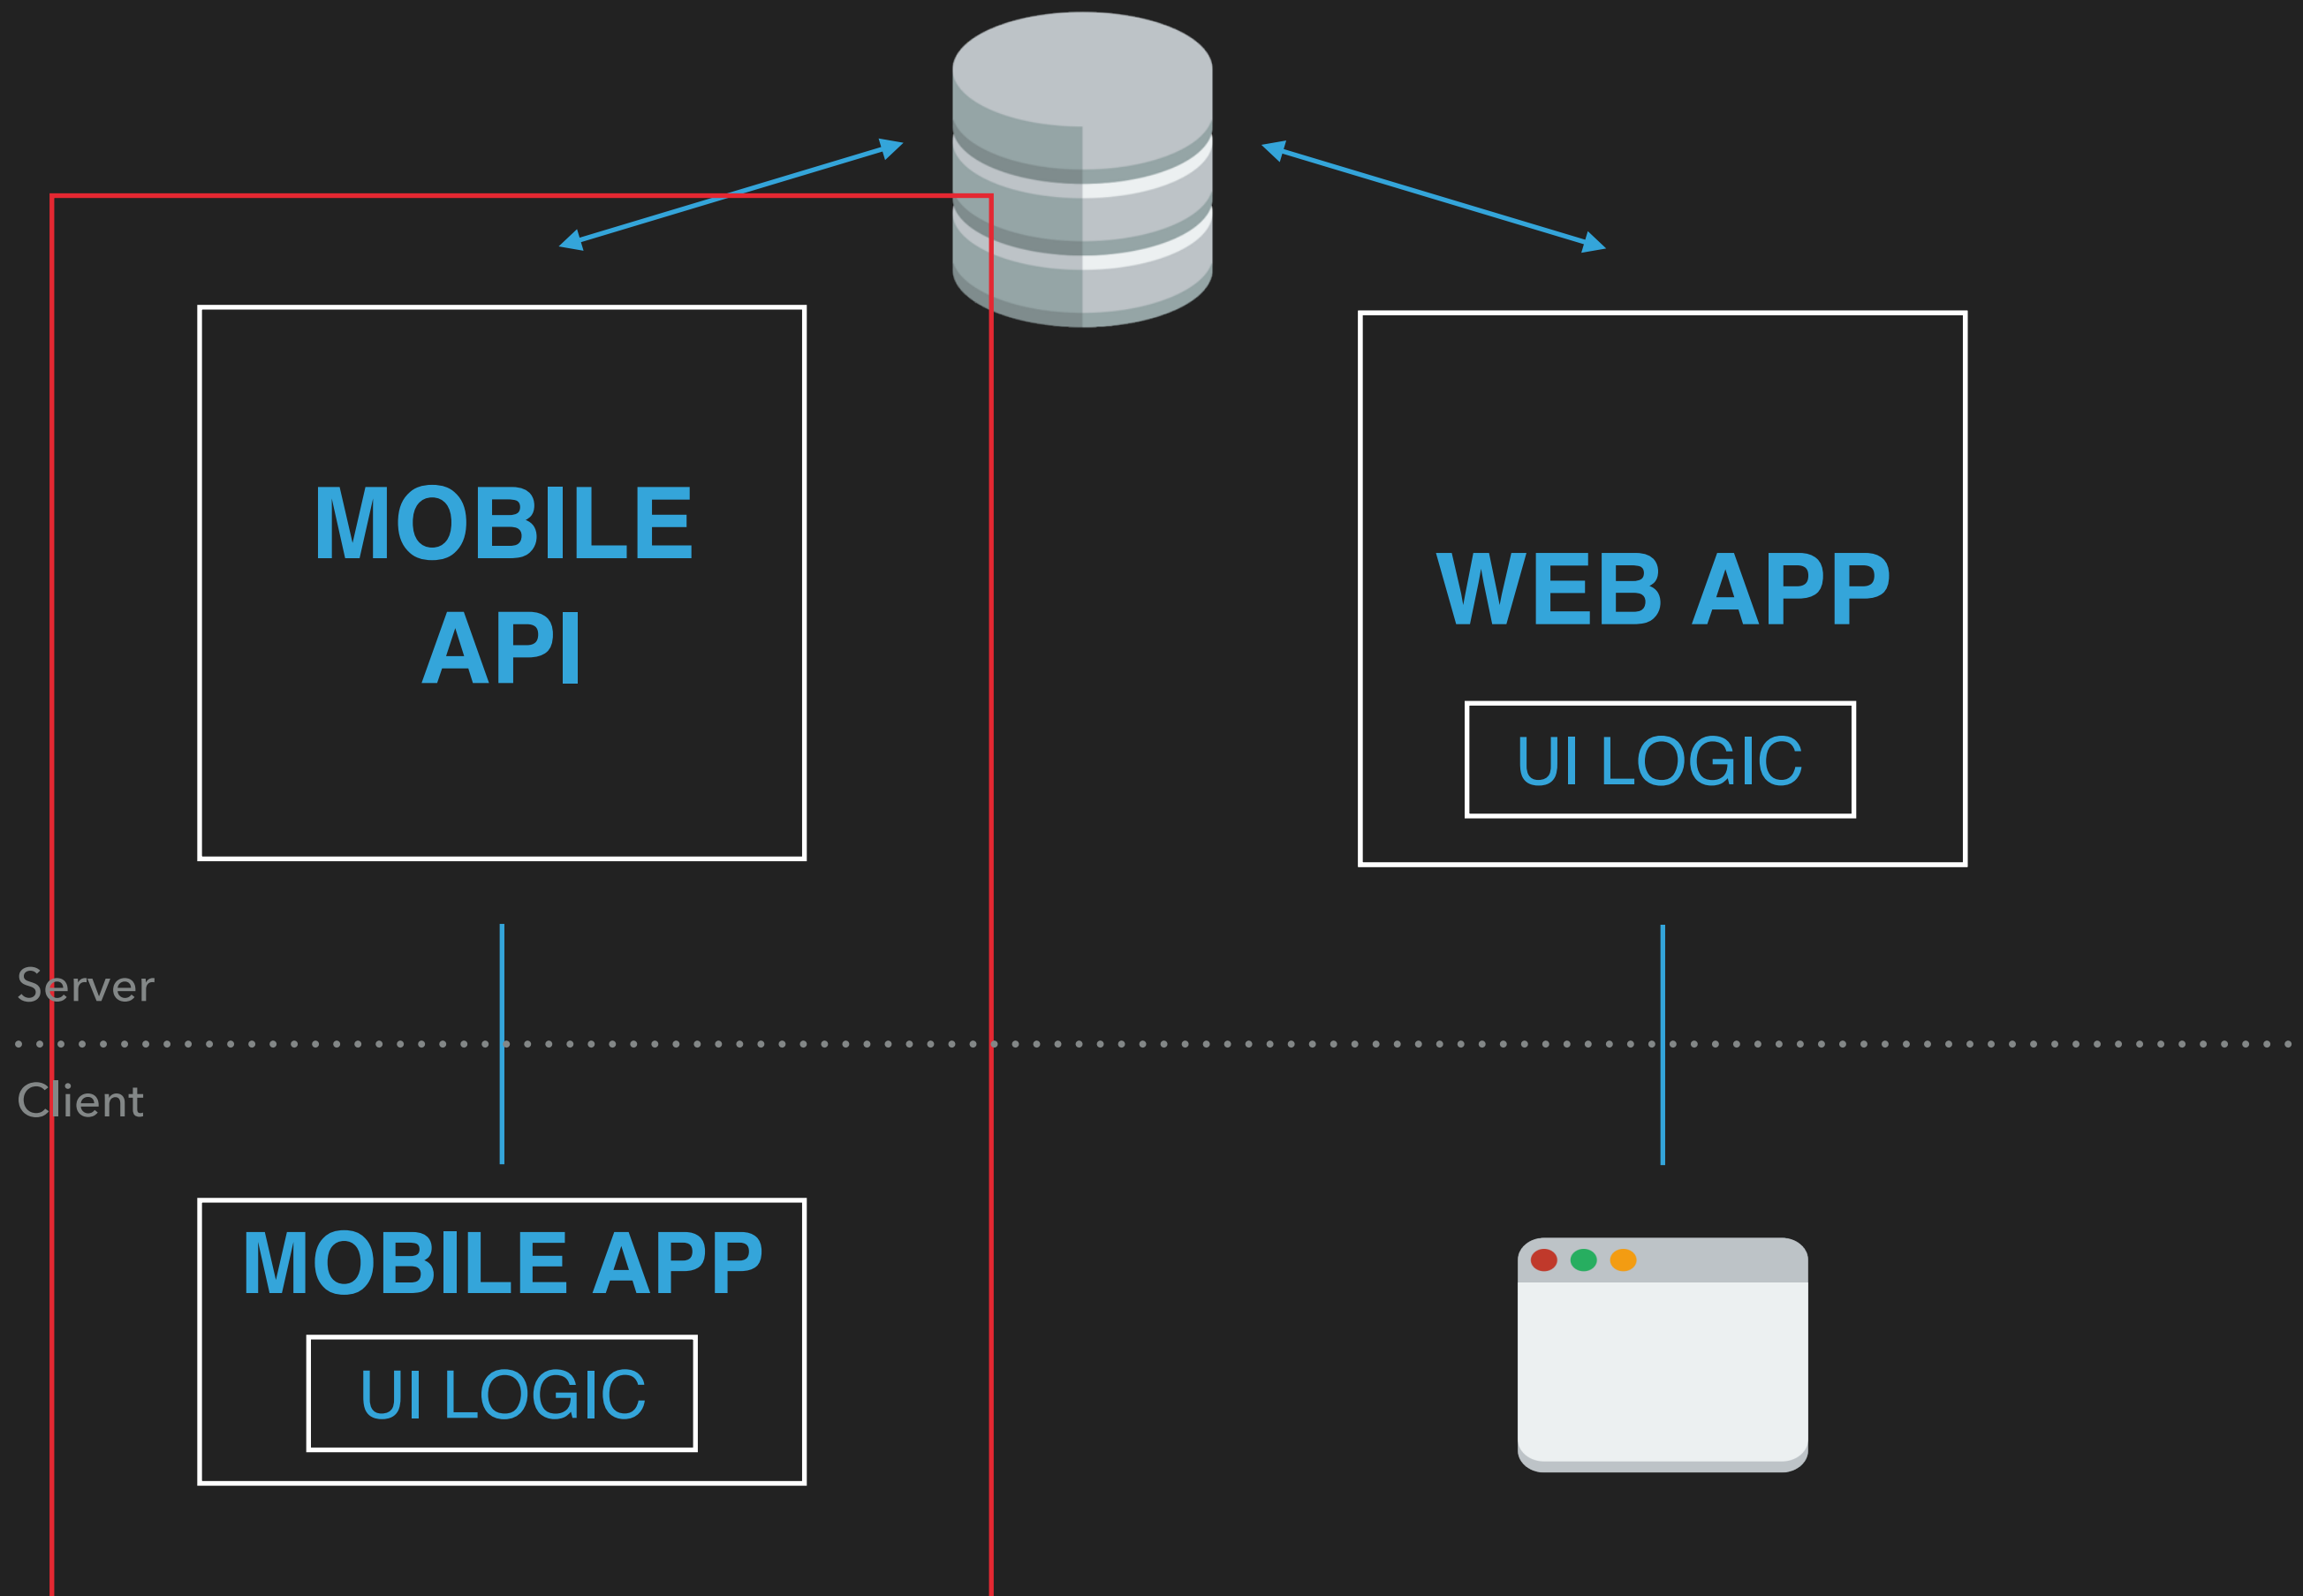 MOBILE
API
WEB APP
UI LOGIC
Server
Client
MOBILE APP
UI LOGIC